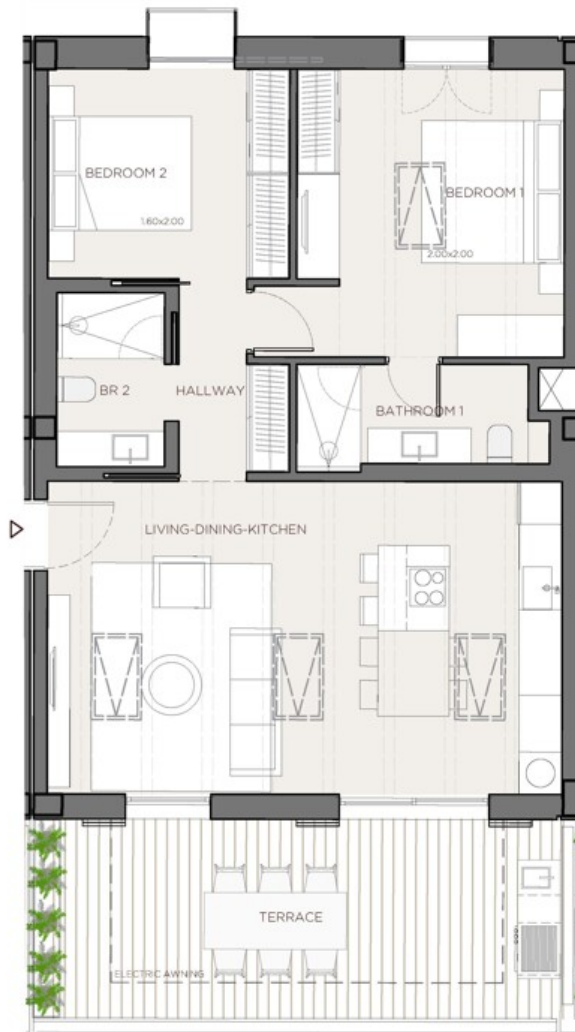 BEDROOM 2
1.60x2.00
BEDROOM 1
2.00x2.00
BR 2
HALLWAY
BATHROOM 1
LIVING-DINING-KITCHEN
TERRACE
ELECTRIC AWNING